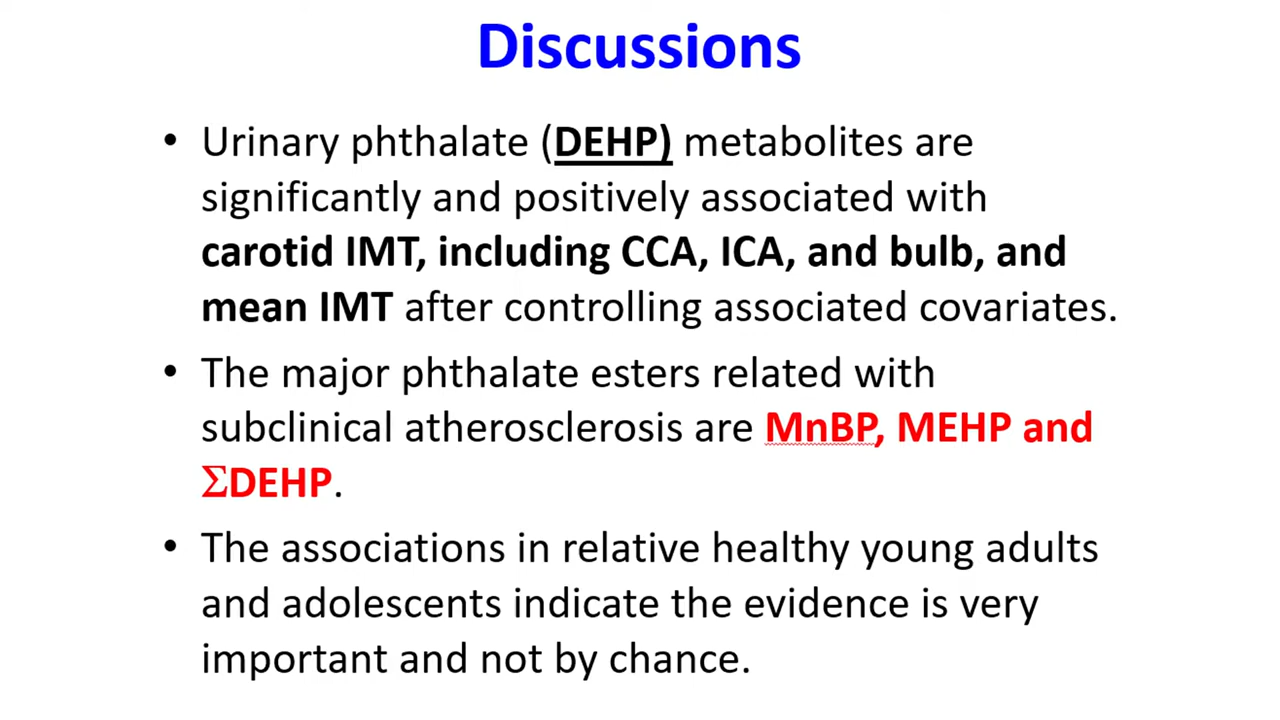 Discussions
• Urinary phthalate (DEHP) metabolites are
significantly and positively associated with
carotid IMT, including CCA, ICA, and bulb, and
mean IMT after controlling associated covariates.
• The major phthalate esters related with
subclinical atherosclerosis are MnBP, MEHP and
ΣDEHP.
• The associations in relative healthy young adults
and adolescents indicate the evidence is very
important and not by chance.